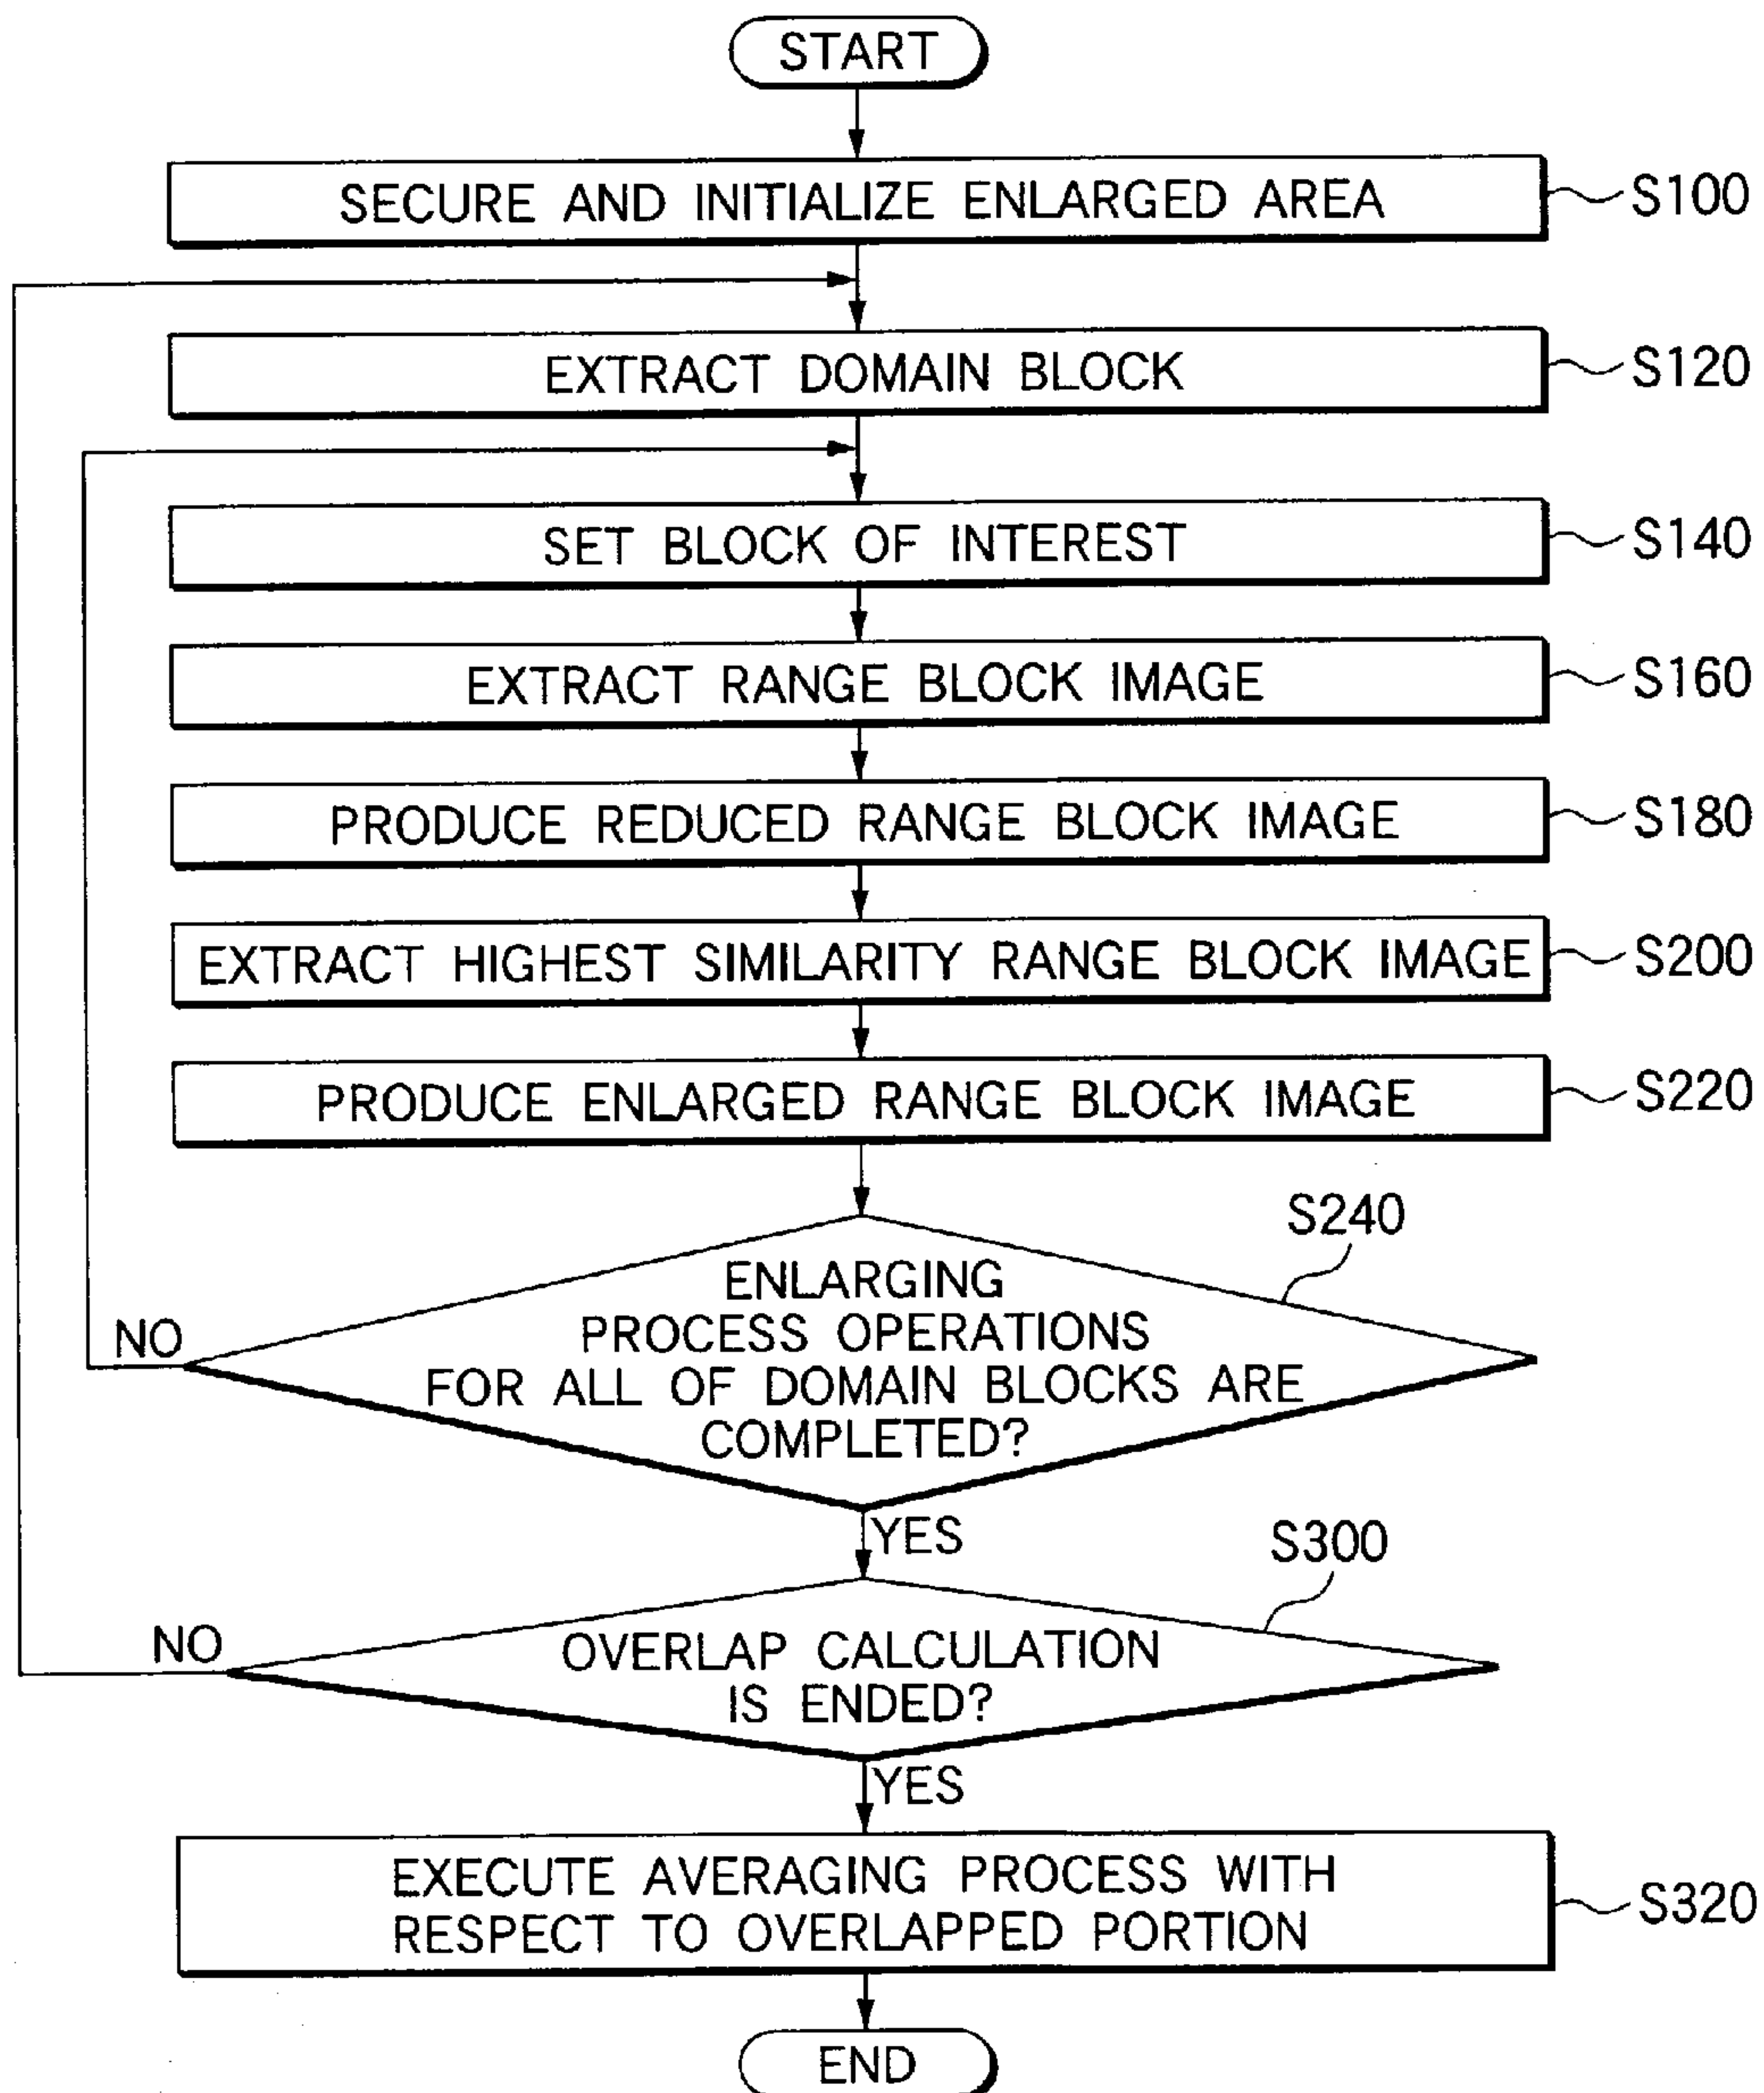 START
SECURE AND INITIALIZE ENLARGED AREA
S100
EXTRACT DOMAIN BLOCK
S120
SET BLOCK OF INTEREST
S140
EXTRACT RANGE BLOCK IMAGE
S160
PRODUCE REDUCED RANGE BLOCK IMAGE
S180
EXTRACT HIGHEST SIMILARITY RANGE BLOCK IMAGE
S200
PRODUCE ENLARGED RANGE BLOCK IMAGE
S220
S240
ENLARGING
PROCESS OPERATIONS
FOR ALL OF DOMAIN BLOCKS ARE
COMPLETED?
NO
YES
S300
OVERLAP CALCULATION
IS ENDED?
NO
YES
EXECUTE AVERAGING PROCESS WITH
RESPECT TO OVERLAPPED PORTION
S320
END